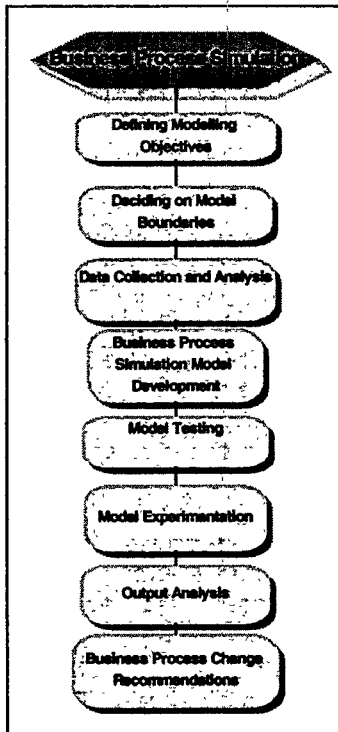 Business Process Simulation
Defining Modelling
Objectives
Deciding on Model
Boundaries
Data Collection and Analysis
Business Process
Simulation Model
Development
Model Testing
Model Experimentation
Output Analysis
Business Process Change
Recommendations